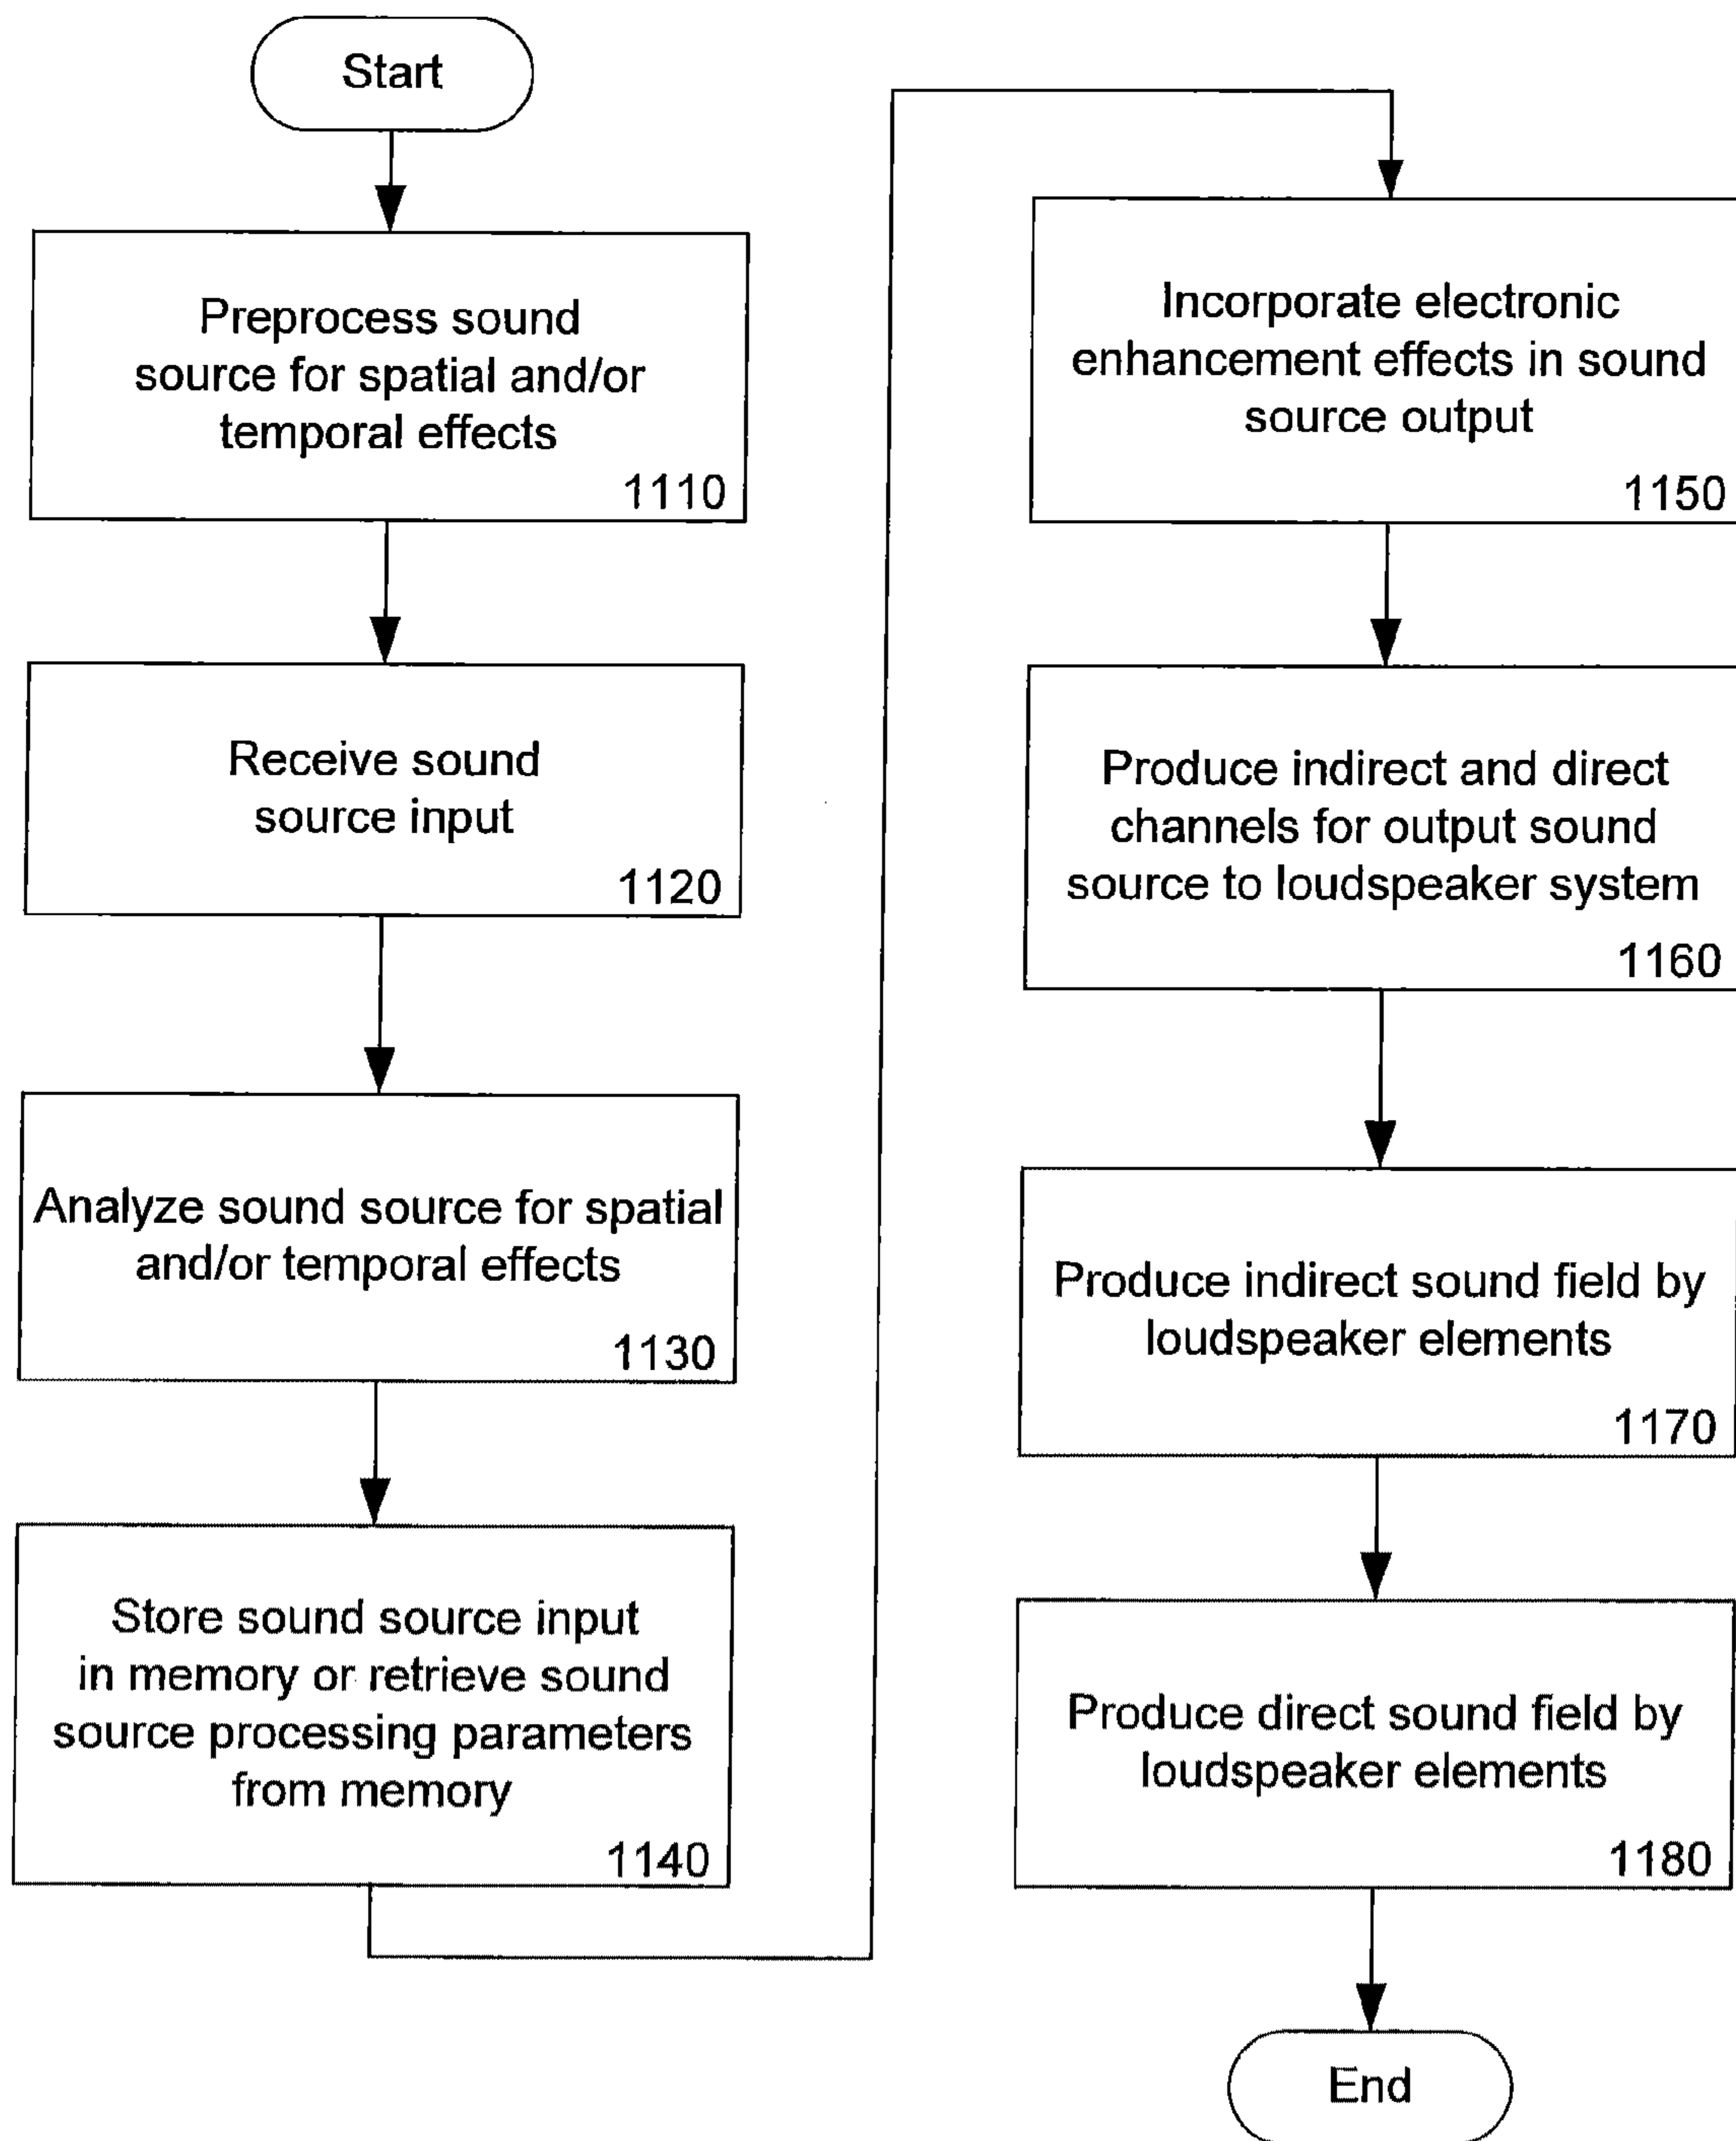 Start
Preprocess sound
source for spatial and/or
temporal effects
1110
Receive sound
source input
1120
Analyze sound source for spatial
and/or temporal effects
1130
Store sound source input
in memory or retrieve sound
source processing parameters
from memory
1140
Incorporate electronic
enhancement effects in sound
source output
1150
Produce indirect and direct
channels for output sound
source to loudspeaker system
1160
Produce indirect sound field by
loudspeaker elements
1170
Produce direct sound field by
loudspeaker elements
1180
End